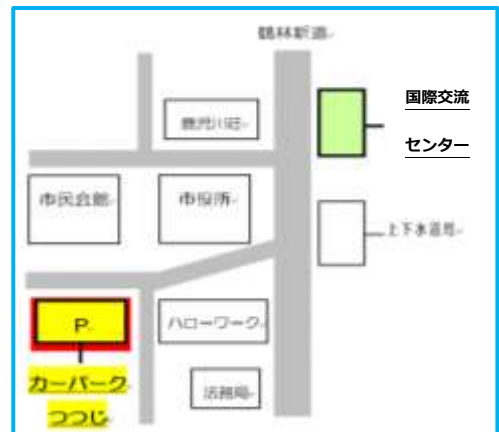 鶴林新道
国際交流
センター
鹿児川荘
市民会館
市役所
上下水道局
P
ハローワーク
カーパーク
つつじ
法務局